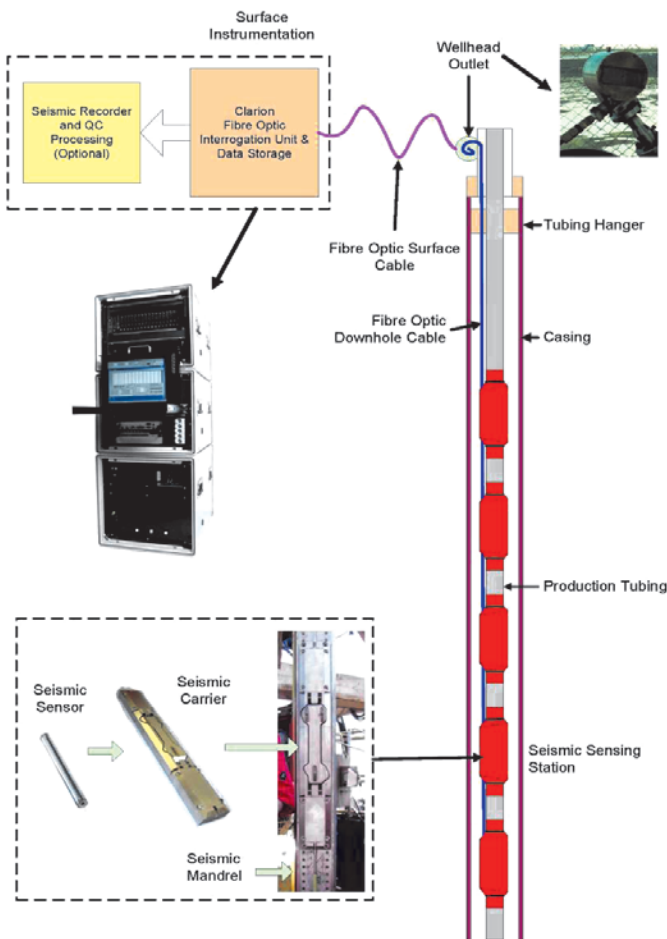 Surface
Instrumentation
Seismic Recorder
and QC
Processing
(Optional)
Clarion
Fibre Optic
Interrogation Unit &
Data Storage
Wellhead
Outlet
Fibre Optic Surface
Cable
Tubing Hanger
Fibre Optic
Downhole Cable
Casing
Production Tubing
Seismic
Sensor
Seismic
Carrier
Seismic Sensing
Station
Seismic
Mandrel